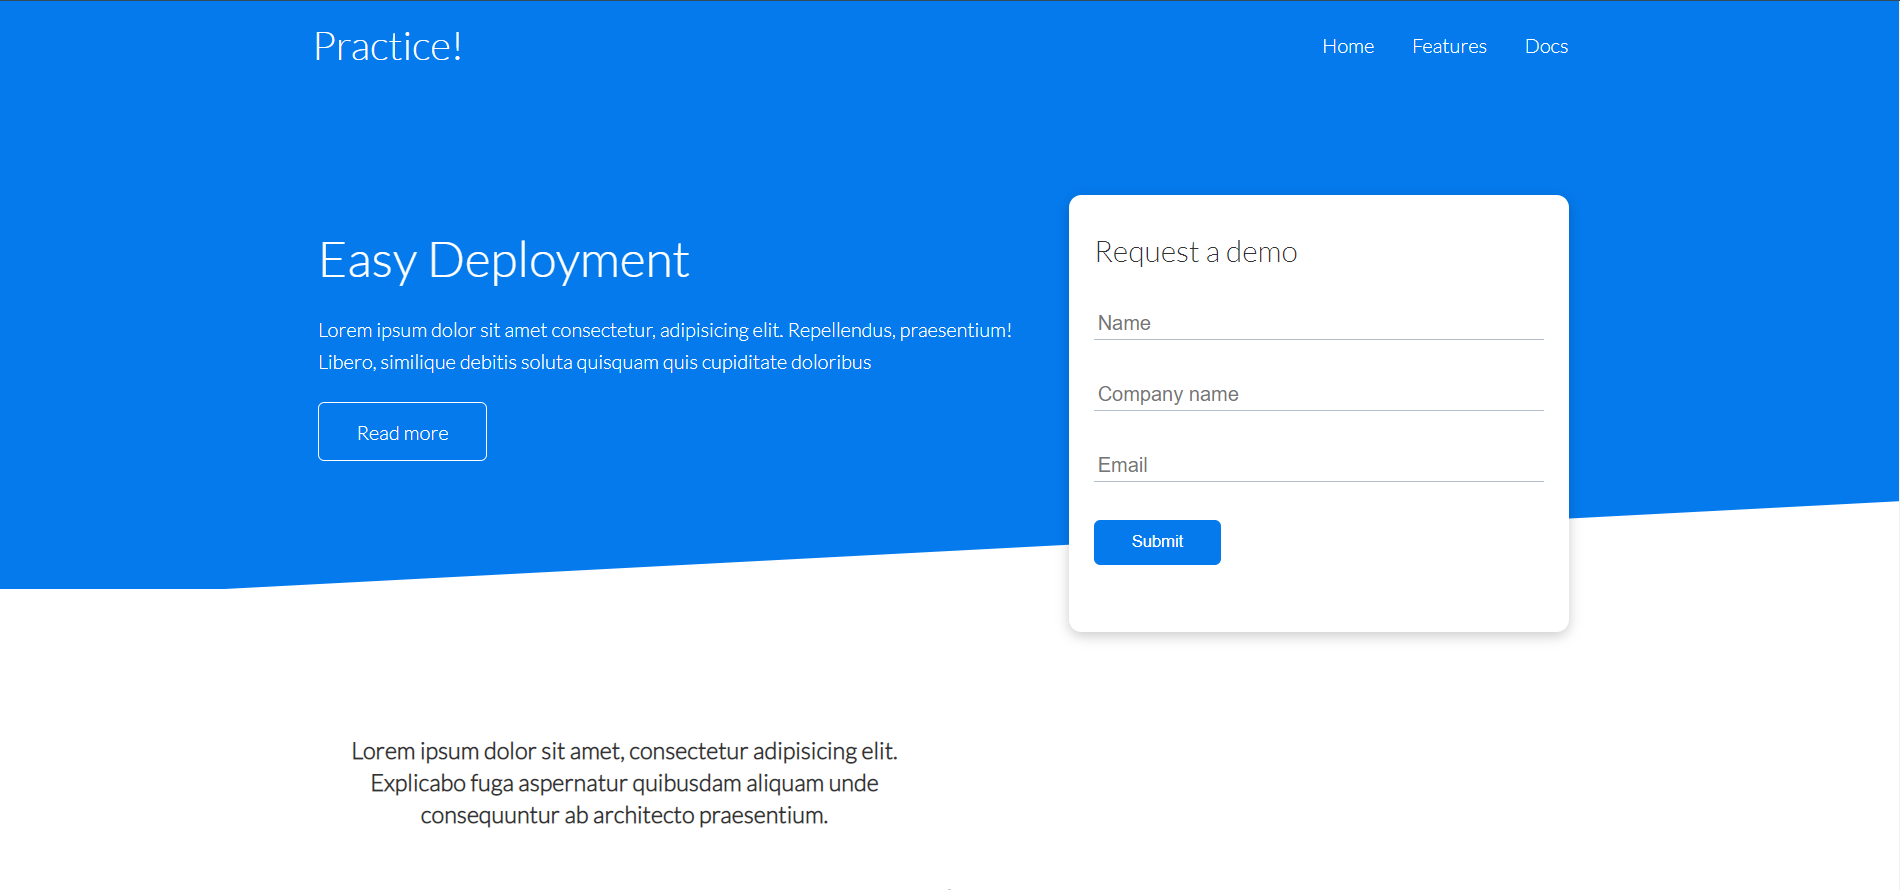 Practice!
Home Features Docs
Easy Deployment
Lorem ipsum dolor sit amet consectetur, adipisicing elit. Repellendus, praesentium!
Libero, similique debitis soluta quisquam quis cupiditate doloribus
Read more
Request a demo
Name
Company name
Email
Submit
Lorem ipsum dolor sit amet, consectetur adipisicing elit.
Explicabo fuga aspernatur quibusdam aliquam unde
consequuntur ab architecto praesentium.